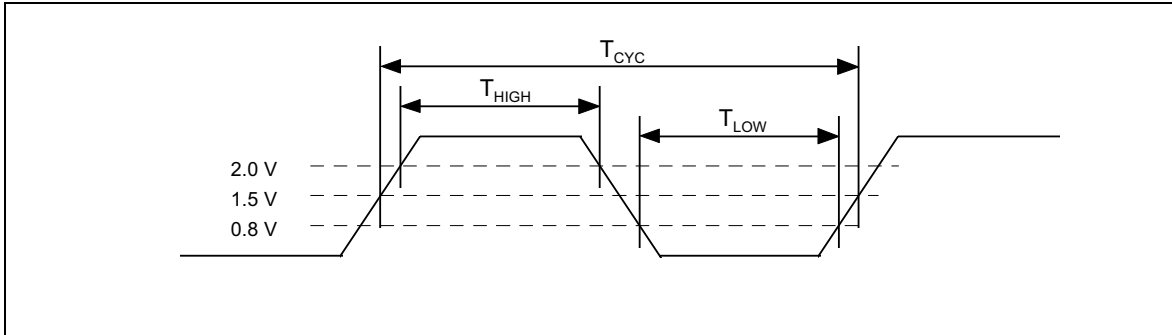 T_CYC
T_HIGH
T_LOW
2.0 V
1.5 V
0.8 V